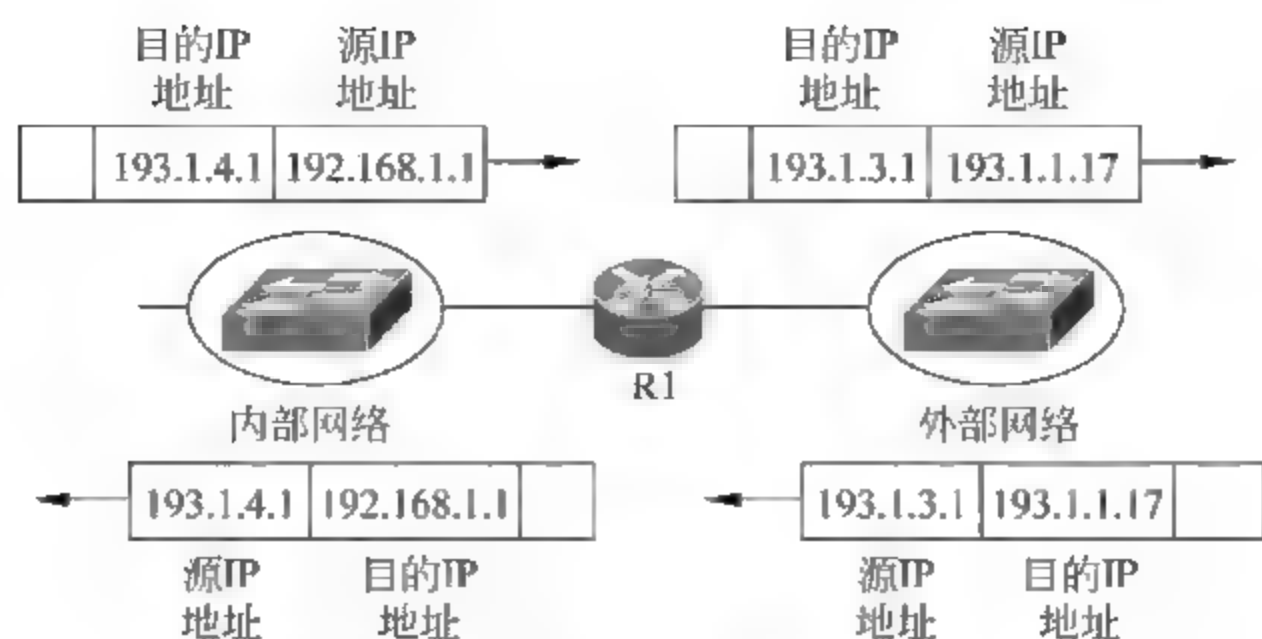 目的IP
地址
源IP
地址
193.1.4.1 192.168.1.1
目的IP
地址
源IP
地址
193.1.3.1 193.1.1.17
R1
内部网络
外部网络
193.1.4.1 192.168.1.1
源IP
地址
目的IP
地址
193.1.3.1 193.1.1.17
源IP
地址
目的IP
地址